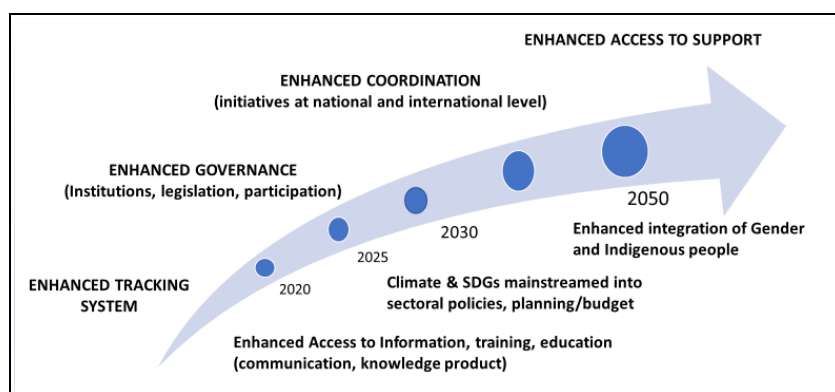 ENHANCED ACCESS TO SUPPORT
ENHANCED COORDINATION
(initiatives at national and international level)
ENHANCED GOVERNANCE
(Institutions, legislation, participation)
2050
2030
Enhanced integration of Gender
and Indigenous people
2025
ENHANCED TRACKING
SYSTEM
2020
Climate & SDGs mainstreamed into
sectoral policies, planning/budget
Enhanced Access to Information, training, education
(communication, knowledge product)